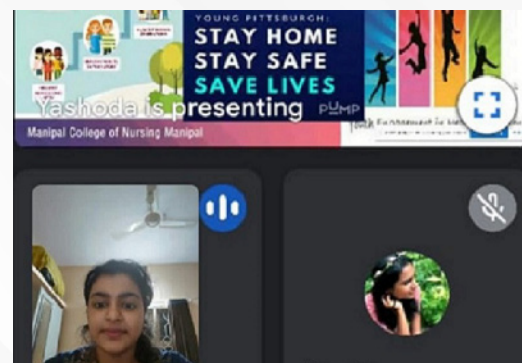 YOUNG PITTSBURGH:
STAY HOME
STAY SAFE
SAVE LIVES
Yashoda is presenting
PUMP
Manipal College of Nursing Manipal